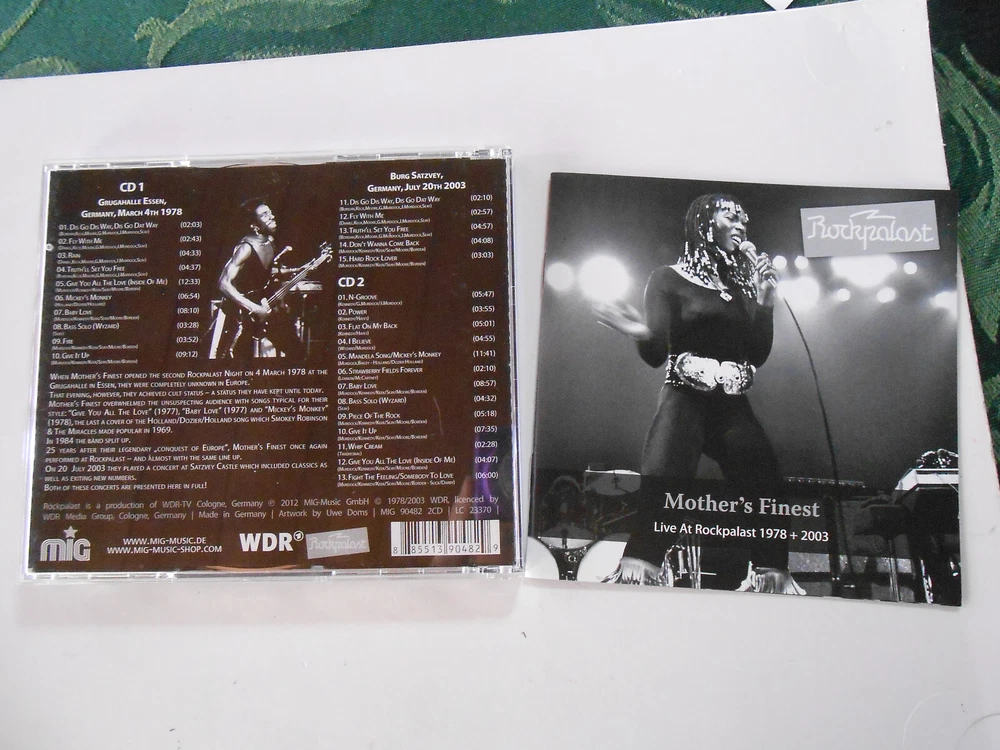 CD 1
Grugahalle Essen,
Germany, March 4th 1978
01. Dis Go Dis Way, Dis Go Dat Way (02:03)
02. Fly With Me (02:43)
03. Rain (04:33)
04. Truth'll Set You Free (04:37)
05. Give You All The Love (Inside Of Me) (12:33)
06. Mickey's Monkey (06:54)
(Holland/Dozier/Holland)
07. Baby Love (08:10)
08. Bass Solo (Wyzard) (03:28)
09. Fire (03:52)
10. Give It Up (09:12)
Burg Satzvey,
Germany, July 20th 2003
11. Dis Go Dis Way, Dis Go Dat Way (02:10)
12. Fly With Me (02:57)
13. Truth'll Set You Free (04:57)
14. Don't Wanna Come Back (04:08)
15. Hard Rock Lover (03:03)
CD 2
01. N-Groove (05:47)
02. Power (03:55)
03. Flat On My Back (05:01)
04. I Believe (04:55)
05. Mandela Song/Mickey's Monkey (11:41)
06. Strawberry Fields Forever (02:10)
(Lennon/McCartney)
07. Baby Love (08:57)
08. Bass Solo (Wyzard) (04:32)
09. Piece Of The Rock (05:18)
10. Give It Up (07:35)
11. Whip Cream (02:28)
12. Give You All The Love (Inside Of Me) (04:07)
13. Fight The Feeling/Somebody To Love (06:00)
When Mother's Finest opened the second Rockpalast Night on 4 March 1978 at the
Grugahalle in Essen, they were completely unknown in Europe.
That evening, however, they achieved cult status – a status they have kept until today.
Mother's Finest overwhelmed the unsuspecting audience with songs typical for their
style: "Give You All The Love" (1977), "Baby Love" (1977) and "Mickey's Monkey"
(1978), the last a cover of the Holland/Dozier/Holland song which Smokey Robinson
& The Miracles made popular in 1969.
In 1984 the band split up.
25 years after their legendary „conquest of Europe", Mother's Finest once again
performed at Rockpalast – and almost with the same line up.
On 20 July 2003 they played a concert at Satzvey Castle which included classics as
well as exiting new numbers.
Both of these concerts are presented here in full!
Rockpalast is a production of WDR-TV Cologne, Germany ℗ 2012 MIG-Music GmbH © 1978/2003 WDR, licenced by
WDR Media Group, Cologne, Germany | Made in Germany | Artwork by Uwe Doms | MIG 90482 2CD | LC 23370 |
MiG
www.mig-music.de
www.mig-music-shop.com
WDR
Rockpalast
8 85513 90482 9
Rockpalast
Mother's Finest
Live At Rockpalast 1978 + 2003